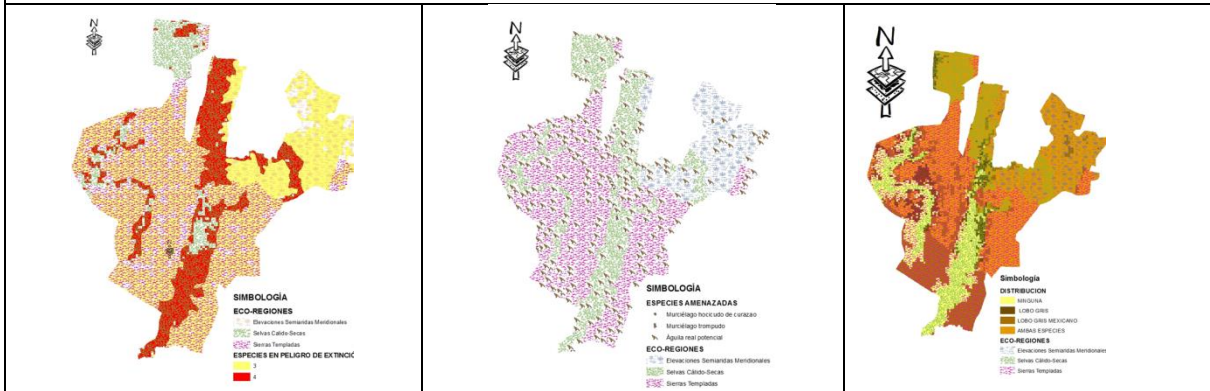 N
SIMBOLOGÍA
ECO-REGIONES
Elevaciones Semiaridas Meridionales
Selvas Calido-Secas
Sierras Templadas
ESPECIES EN PELIGRO DE EXTINCIÓ
3
4
N
SIMBOLOGÍA
ESPECIES AMENAZADAS
Murciélago hocicudo de curazao
Murciélago trompudo
Águila real potencial
ECO-REGIONES
Elevaciones Semiaridas Meridionales
Selvas Cálido-Secas
Sierras Templadas
N
Simbología
DISTRIBUCION
NINGUNA
LOBO GRIS
LOBO GRIS MEXICANO
AMBAS ESPECIES
ECO-REGIONES
Elevaciones Semiaridas Meridionales
Selvas Cálido-Secas
Sierras Templadas